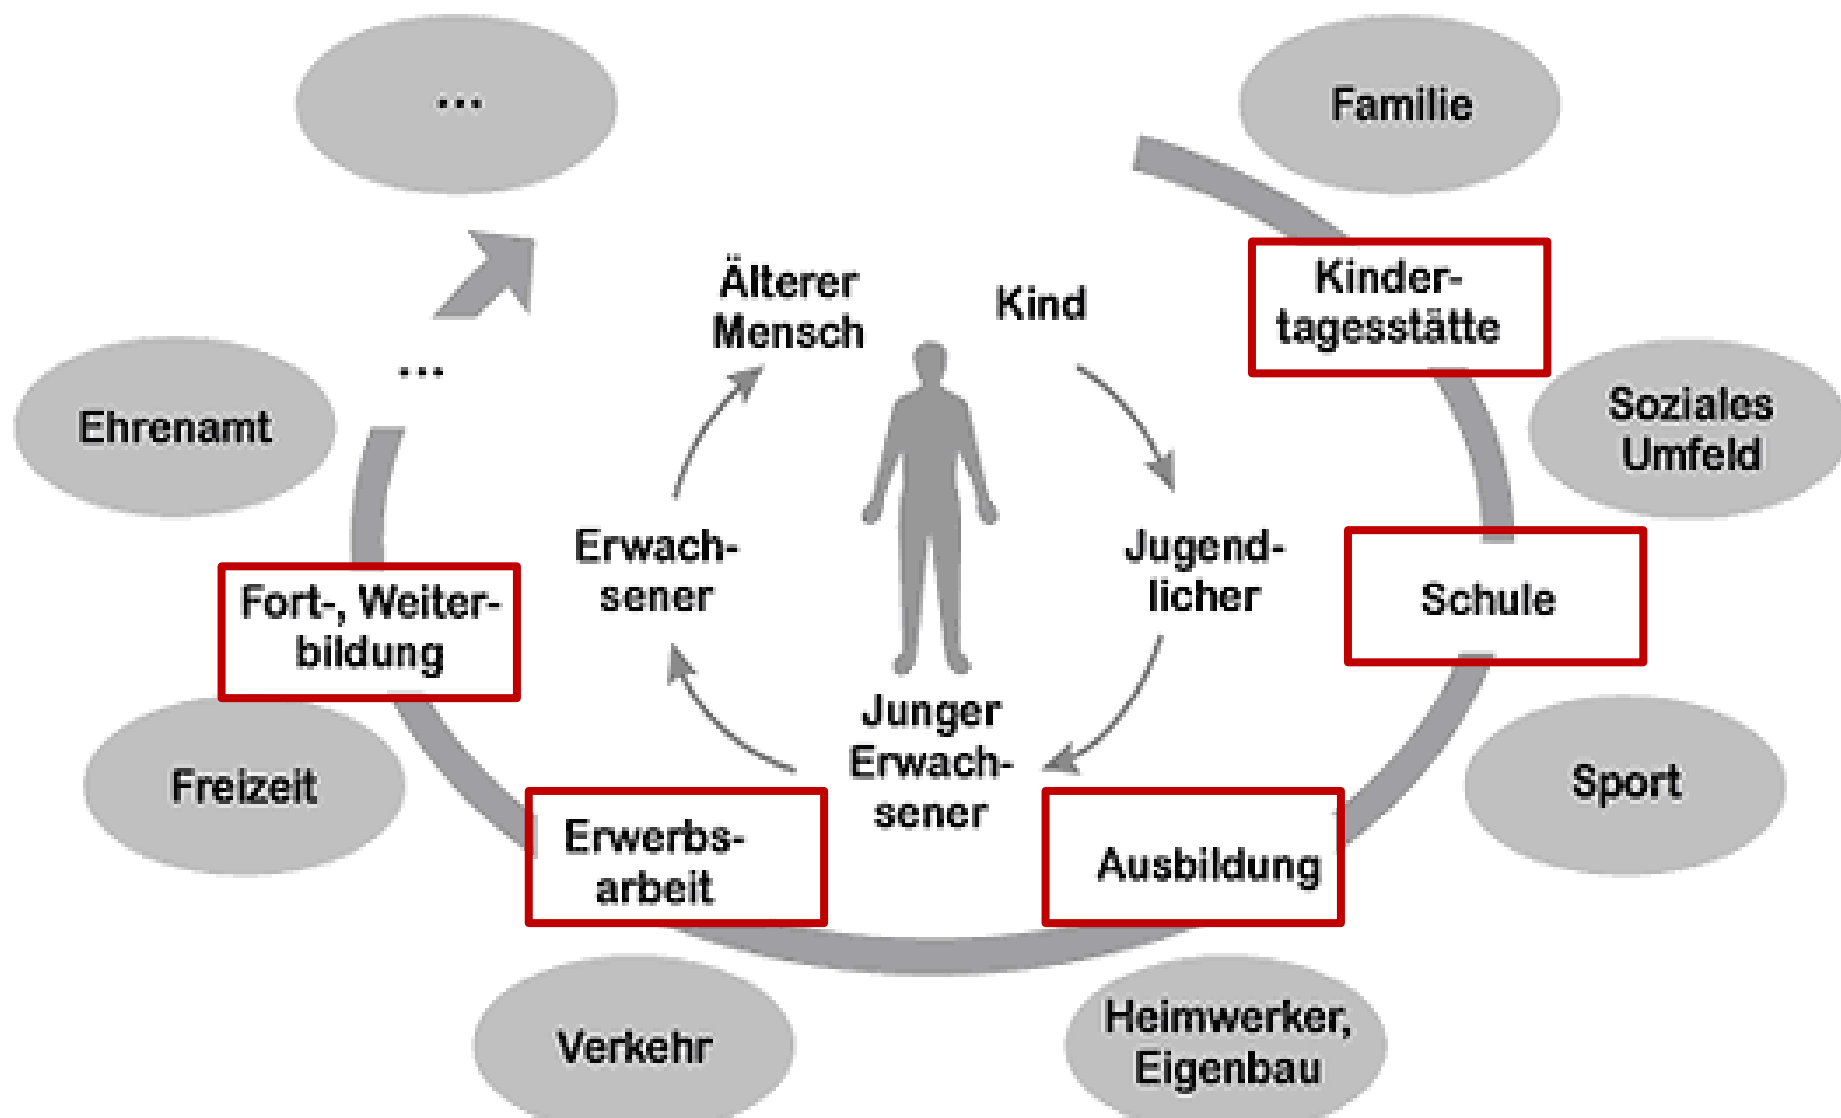 ...
Familie
Kinder-
tagesstätte
Älterer
Mensch
Kind
...
Ehrenamt
Soziales
Umfeld
Erwach-
sener
Jugend-
licher
Fort-, Weiter-
bildung
Schule
Junger
Erwach-
sener
Freizeit
Sport
Erwerbs-
arbeit
Ausbildung
Verkehr
Heimwerker,
Eigenbau